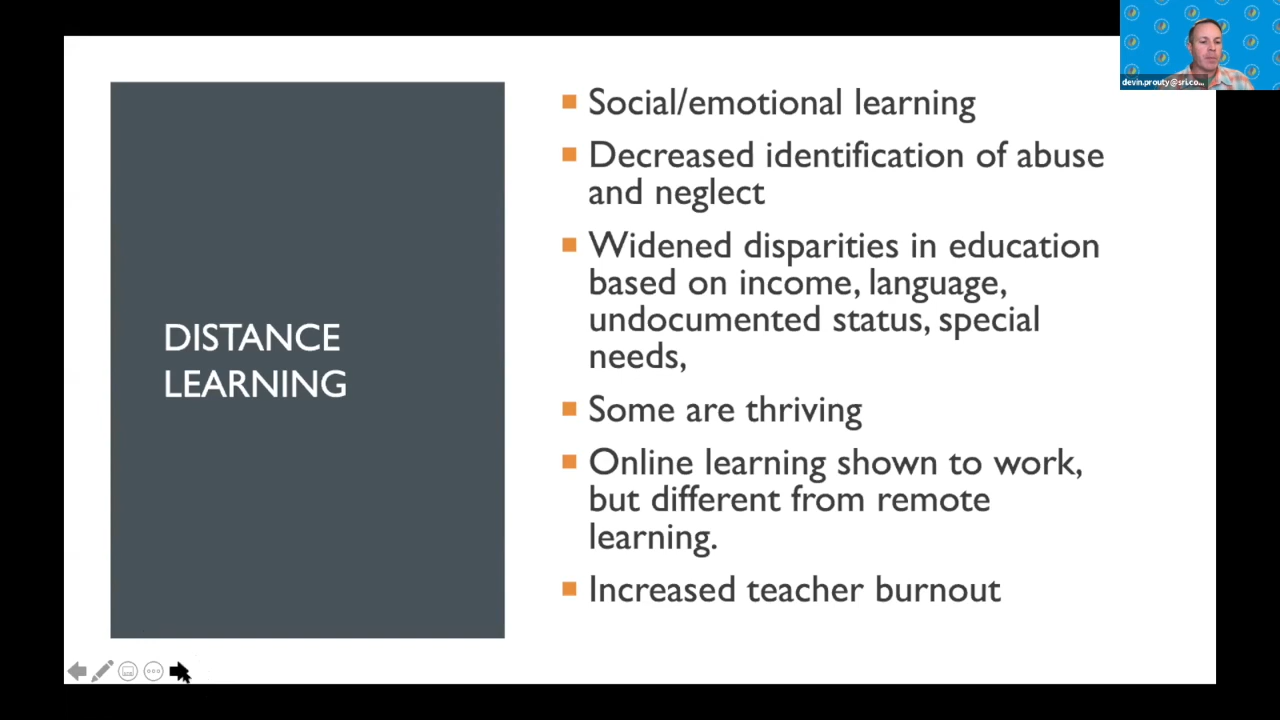 devin.prouty@sri.co...
DISTANCE
LEARNING
Social/emotional learning
Decreased identification of abuse
and neglect
Widened disparities in education
based on income, language,
undocumented status, special
needs,
Some are thriving
Online learning shown to work,
but different from remote
learning.
Increased teacher burnout